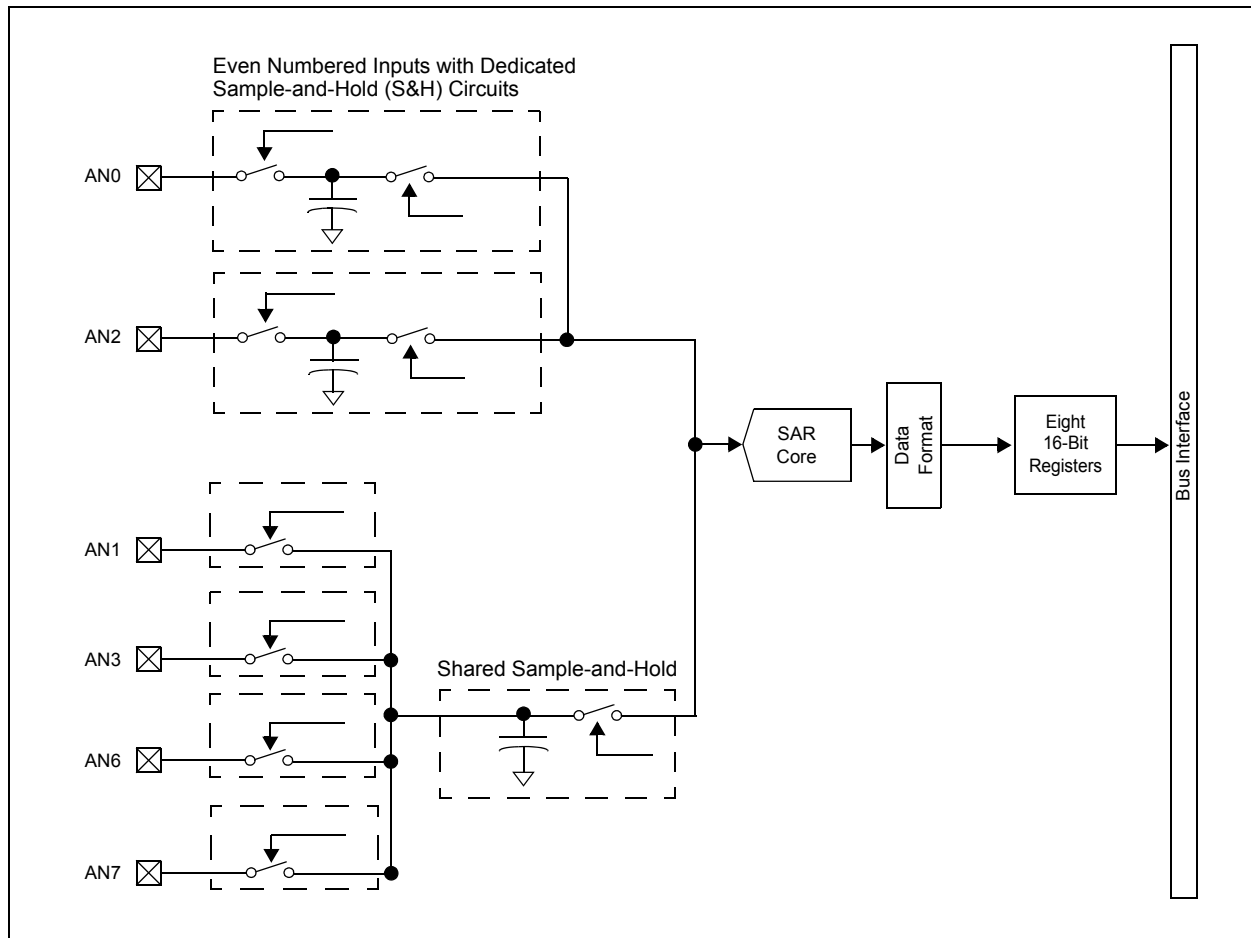 Even Numbered Inputs with Dedicated
Sample-and-Hold (S&H) Circuits
AN0
AN2
SAR
Core
Data
Format
Eight
16-Bit
Registers
Bus Interface
AN1
AN3
Shared Sample-and-Hold
AN6
AN7